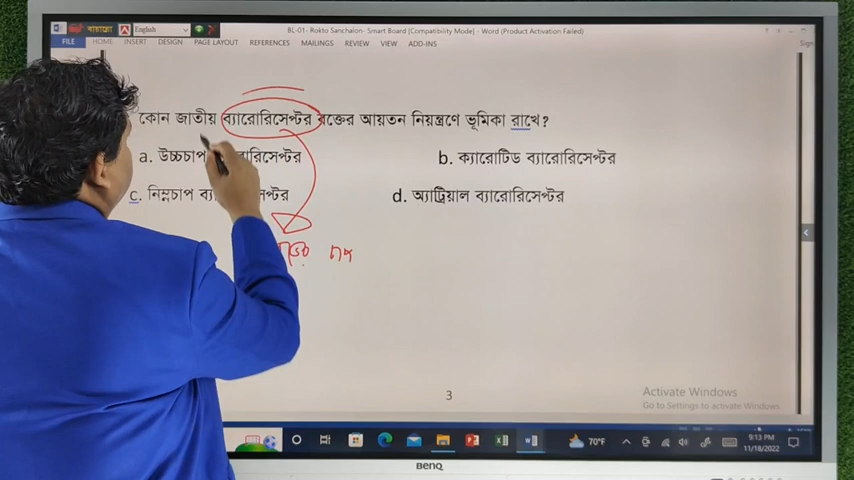 English
BL-01- Rokto Sanchalon- Smart Board [Compatibility Mode] - Word (Product Activation Failed)
FILE HOME INSERT DESIGN PAGE LAYOUT REFERENCES MAILINGS REVIEW VIEW ADD-INS Sign
কোন জাতীয় ব্যারোরিসেপ্টর রক্তের আয়তন নিয়ন্ত্রণে ভূমিকা রাখে?
a. উচ্চচাপ b. ক্যারোটিড ব্যারোরিসেপ্টর
c. নিম্নচাপ d. অ্যাট্রিয়াল ব্যারোরিসেপ্টর
3
Activate Windows
Go to Settings to activate Windows.
70°F
9:13 PM
11/18/2022
BenQ